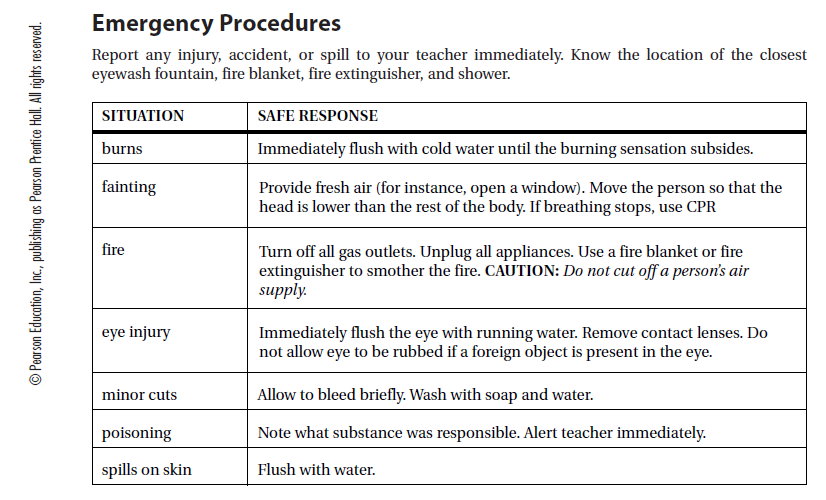 Emergency Procedures
Report any injury, accident, or spill to your teacher immediately. Know the location of the closest
eyewash fountain, fire blanket, fire extinguisher, and shower.
SITUATION SAFE RESPONSE
burns Immediately flush with cold water until the burning sensation subsides.
fainting Provide fresh air (for instance, open a window). Move the person so that the
head is lower than the rest of the body. If breathing stops, use CPR
fire Turn off all gas outlets. Unplug all appliances. Use a fire blanket or fire
extinguisher to smother the fire. CAUTION: Do not cut off a person's air
supply.
eye injury Immediately flush the eye with running water. Remove contact lenses. Do
not allow eye to be rubbed if a foreign object is present in the eye.
minor cuts Allow to bleed briefly. Wash with soap and water.
poisoning Note what substance was responsible. Alert teacher immediately.
spills on skin Flush with water.
© Pearson Education, Inc., publishing as Pearson Prentice Hall. All rights reserved.